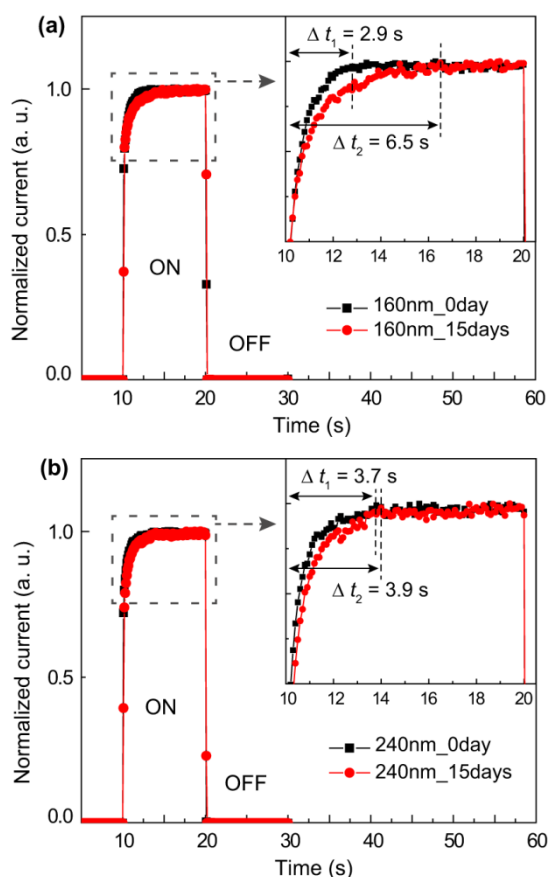 (a)
Normalized current (a. u.)
1.0
0.5
0.0
ON
OFF
Δ t1 = 2.9 s
Δ t2 = 6.5 s
10 12 14 16 18 20
160nm_0day
160nm_15days
10 20 30 40 50 60
Time (s)
(b)
Normalized current (a. u.)
1.0
0.5
0.0
ON
OFF
Δ t1 = 3.7 s
Δ t2 = 3.9 s
10 12 14 16 18 20
240nm_0day
240nm_15days
10 20 30 40 50 60
Time (s)